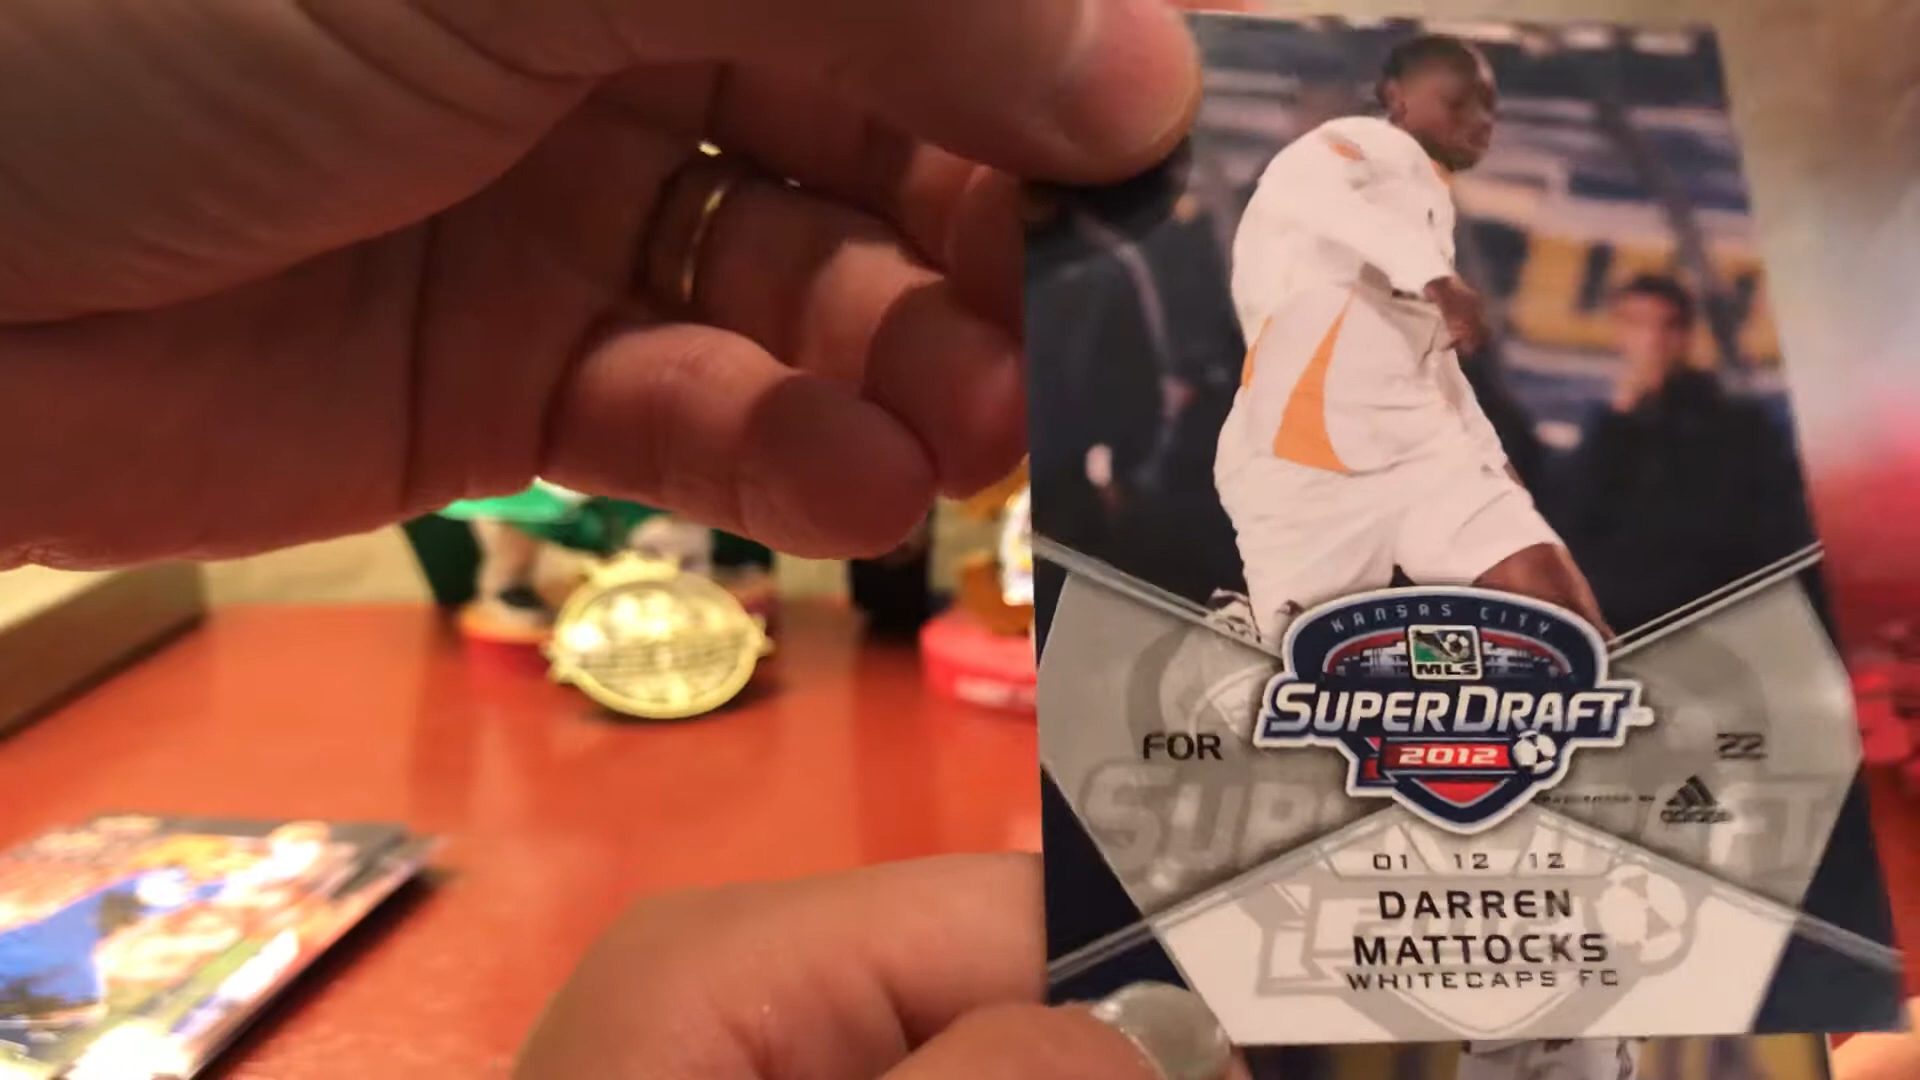 KANSAS CITY
MLS
SUPERDRAFT
2012
FOR
22
adidas
01 12 12
DARREN
MATTOCKS
WHITECAPS FC